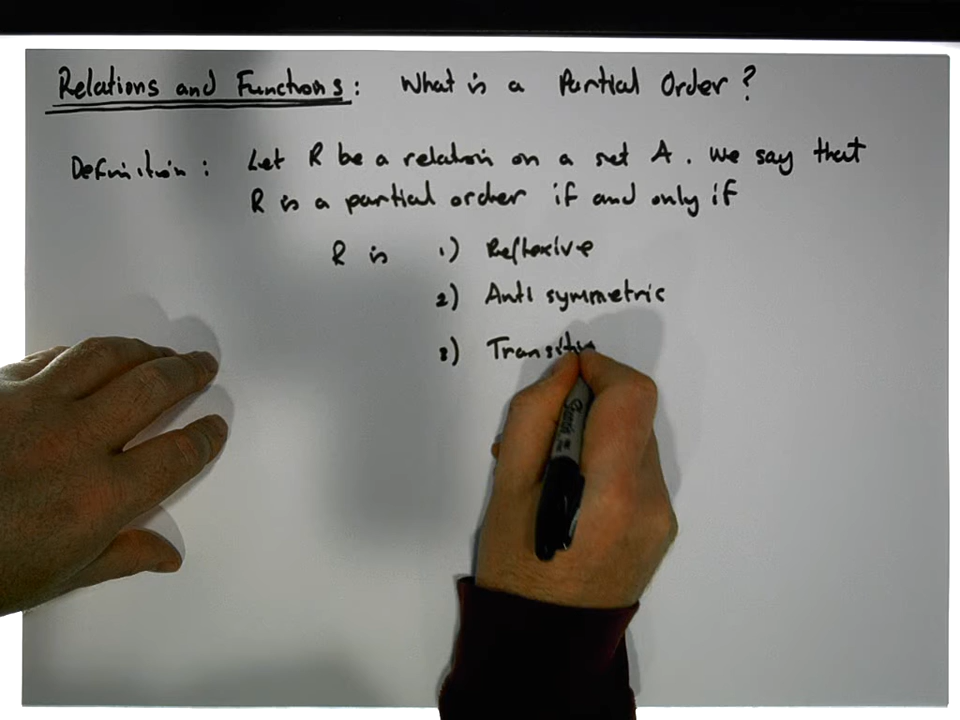 Relations and Functions: What is a Partial Order?
Definition: Let R be a relation on a set A. We say that
R is a partial order if and only if
R is 1) Reflexive
2) Anti symmetric
3) Transitiv